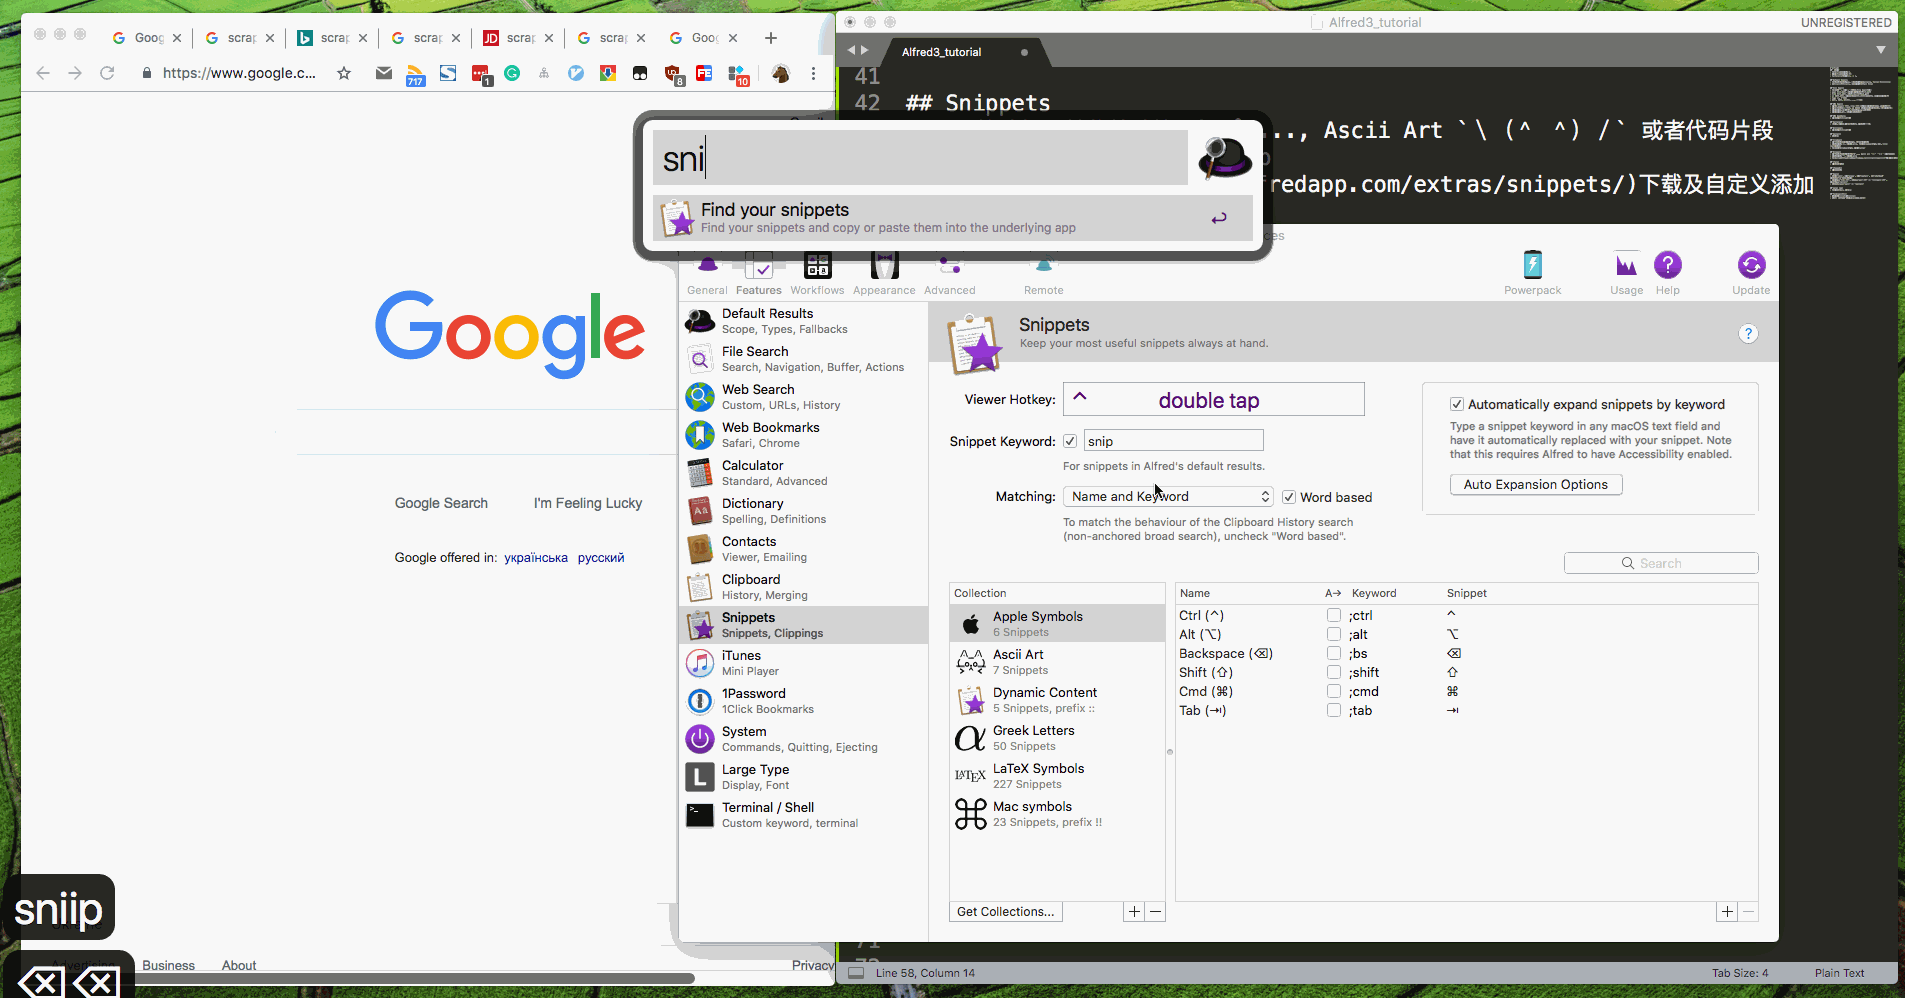 Goog
scrap
scrap
scrap
scrap
scrap
Goog
https://www.google.c...
717
1
8
10
Alfred3_tutorial
UNREGISTERED
Alfred3_tutorial
41
42 ## Snippets
..., Ascii Art `\ (^ ^) /` 或者代码片段
redapp.com/extras/snippets/)下载及自定义添加
sni
Find your snippets
Find your snippets and copy or paste them into the underlying app
ces
General
Features
Workflows
Appearance
Advanced
Remote
Powerpack
Usage
Help
Update
Google
Google Search
I'm Feeling Lucky
Google offered in: українська русский
Advertising
Business
About
Privacy
Default Results
Scope, Types, Fallbacks
File Search
Search, Navigation, Buffer, Actions
Web Search
Custom, URLs, History
Web Bookmarks
Safari, Chrome
Calculator
Standard, Advanced
Dictionary
Spelling, Definitions
Contacts
Viewer, Emailing
Clipboard
History, Merging
Snippets
Snippets, Clippings
iTunes
Mini Player
1Password
1Click Bookmarks
System
Commands, Quitting, Ejecting
Large Type
Display, Font
Terminal / Shell
Custom keyword, terminal
Snippets
Keep your most useful snippets always at hand.
Viewer Hotkey: ^ double tap
Snippet Keyword: snip
For snippets in Alfred's default results.
Matching: Name and Keyword
Word based
To match the behaviour of the Clipboard History search
(non-anchored broad search), uncheck "Word based".
Automatically expand snippets by keyword
Type a snippet keyword in any macOS text field and
have it automatically replaced with your snippet. Note
that this requires Alfred to have Accessibility enabled.
Auto Expansion Options
Search
Collection
Apple Symbols
6 Snippets
Ascii Art
7 Snippets
Dynamic Content
5 Snippets, prefix ::
Greek Letters
50 Snippets
LaTeX Symbols
227 Snippets
Mac symbols
23 Snippets, prefix !!
Name A→ Keyword Snippet
Ctrl (^) ;ctrl ^
Alt (⌥) ;alt ⌥
Backspace (⌫) ;bs ⌫
Shift (⇧) ;shift ⇧
Cmd (⌘) ;cmd ⌘
Tab (⇥) ;tab ⇥
Get Collections...
sniip
⌫⌫
71
Line 58, Column 14
Tab Size: 4
Plain Text